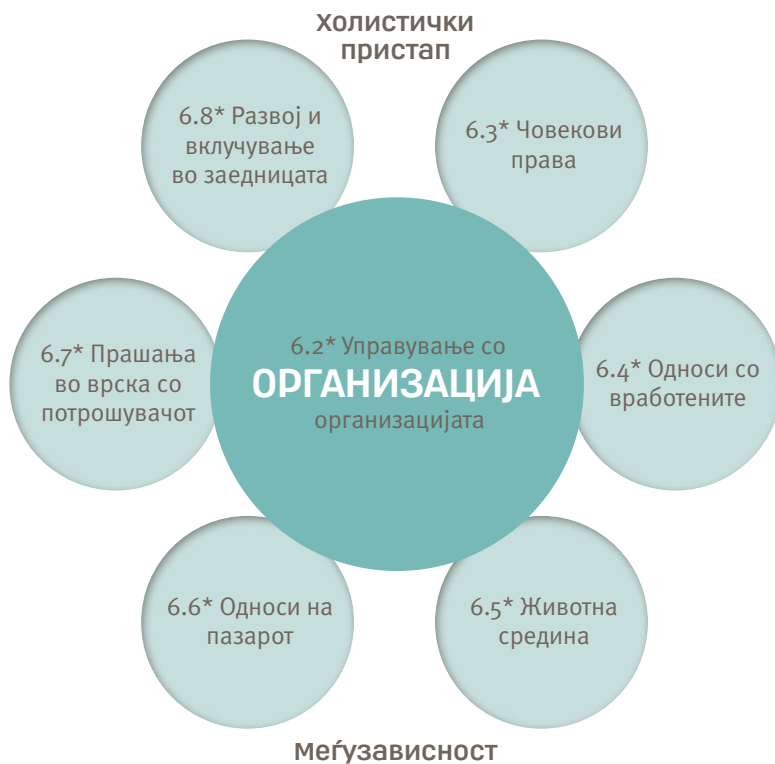 Холистички
пристап
6.8* Развој и
вклучување
во заедницата
6.3* Човекови
права
6.7* Прашања
во врска со
потрошувачот
6.2* Управување со
ОРГАНИЗАЦИЈА
организацијата
6.4* Односи со
вработените
6.6* Односи на
пазарот
6.5* Животна
средина
Меѓузависност